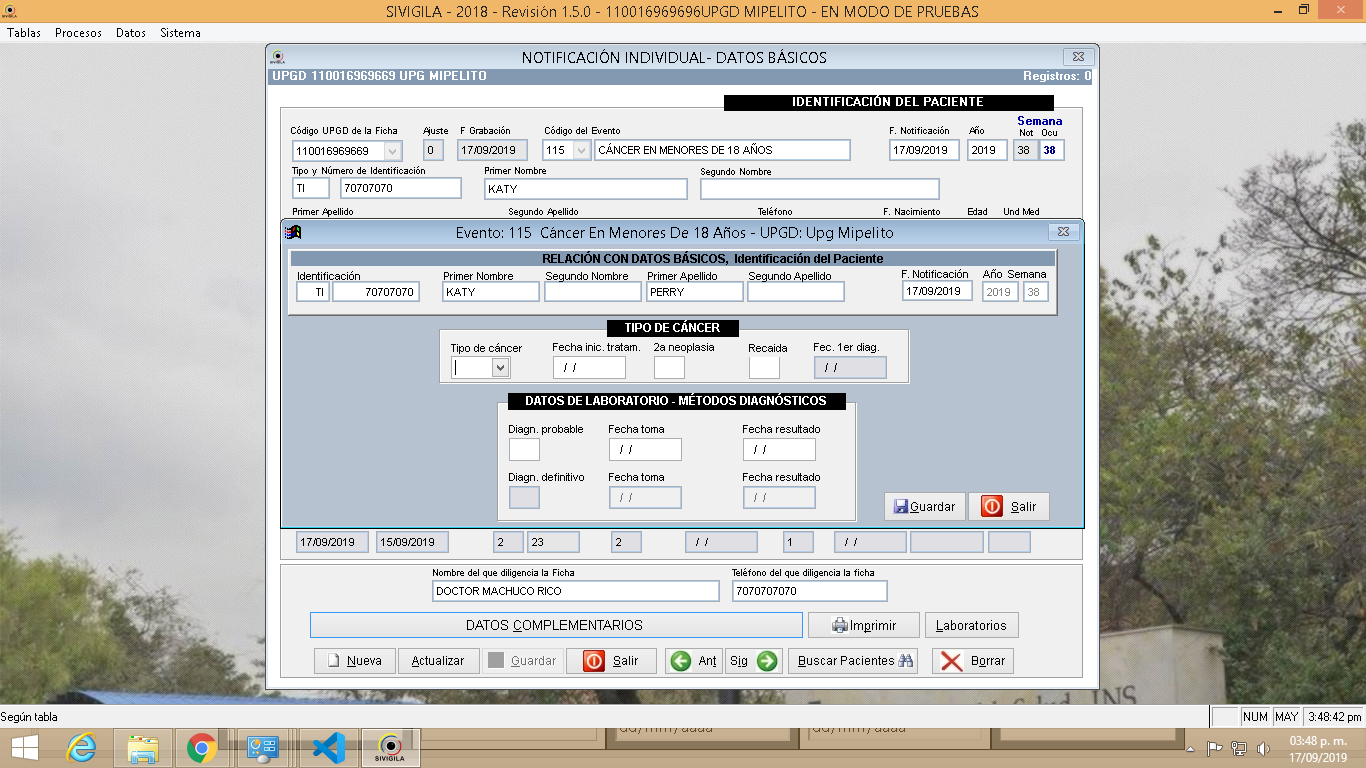 SIVIGILA - 2018 - Revisión 1.5.0 - 110016969696UPGD MIPELITO - EN MODO DE PRUEBAS
Tablas Procesos Datos Sistema
NOTIFICACIÓN INDIVIDUAL- DATOS BÁSICOS
UPGD 110016969669 UPG MIPELITO Registros: 0
IDENTIFICACIÓN DEL PACIENTE
Semana
Código UPGD de la Ficha Ajuste F Grabación Código del Evento F. Notificación Año Not Ocu
110016969669 0 17/09/2019 115 CÁNCER EN MENORES DE 18 AÑOS 17/09/2019 2019 38 38
Tipo y Número de Identificación Primer Nombre Segundo Nombre
TI 70707070 KATY
Primer Apellido Segundo Apellido Teléfono F. Nacimiento Edad Und Med
Evento: 115 Cáncer En Menores De 18 Años - UPGD: Upg Mipelito
RELACIÓN CON DATOS BÁSICOS, Identificación del Paciente
Identificación Primer Nombre Segundo Nombre Primer Apellido Segundo Apellido F. Notificación Año Semana
TI 70707070 KATY PERRY 17/09/2019 2019 38
TIPO DE CÁNCER
Tipo de cáncer Fecha inic. tratam. 2a neoplasia Recaida Fec. 1er diag.
/ / / /
DATOS DE LABORATORIO - MÉTODOS DIAGNÓSTICOS
Diagn. probable Fecha toma Fecha resultado
/ / / /
Diagn. definitivo Fecha toma Fecha resultado
/ / / /
Guardar Salir
17/09/2019 15/09/2019 2 23 2 / / 1 / /
Nombre del que diligencia la Ficha Teléfono del que diligencia la ficha
DOCTOR MACHUCO RICO 7070707070
DATOS COMPLEMENTARIOS Imprimir Laboratorios
Nueva Actualizar Guardar Salir Ant Sig Buscar Pacientes Borrar
Según tabla NUM MAY 3:48:42 pm
dd/mm/aaaa dd/mm/aaaa
SIVIGILA
03:48 p. m.
17/09/2019